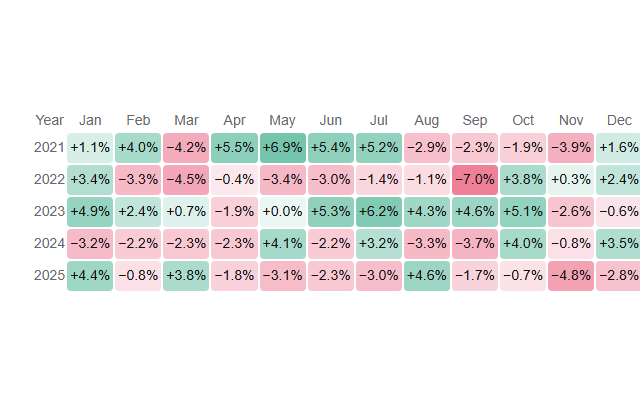 Year Jan Feb Mar Apr May Jun Jul Aug Sep Oct Nov Dec
2021 +1.1% +4.0% −4.2% +5.5% +6.9% +5.4% +5.2% −2.9% −2.3% −1.9% −3.9% +1.6%
2022 +3.4% −3.3% −4.5% −0.4% −3.4% −3.0% −1.4% −1.1% −7.0% +3.8% +0.3% +2.4%
2023 +4.9% +2.4% +0.7% −1.9% +0.0% +5.3% +6.2% +4.3% +4.6% +5.1% −2.6% −0.6%
2024 −3.2% −2.2% −2.3% −2.3% +4.1% −2.2% +3.2% −3.3% −3.7% +4.0% −0.8% +3.5%
2025 +4.4% −0.8% +3.8% −1.8% −3.1% −2.3% −3.0% +4.6% −1.7% −0.7% −4.8% −2.8%